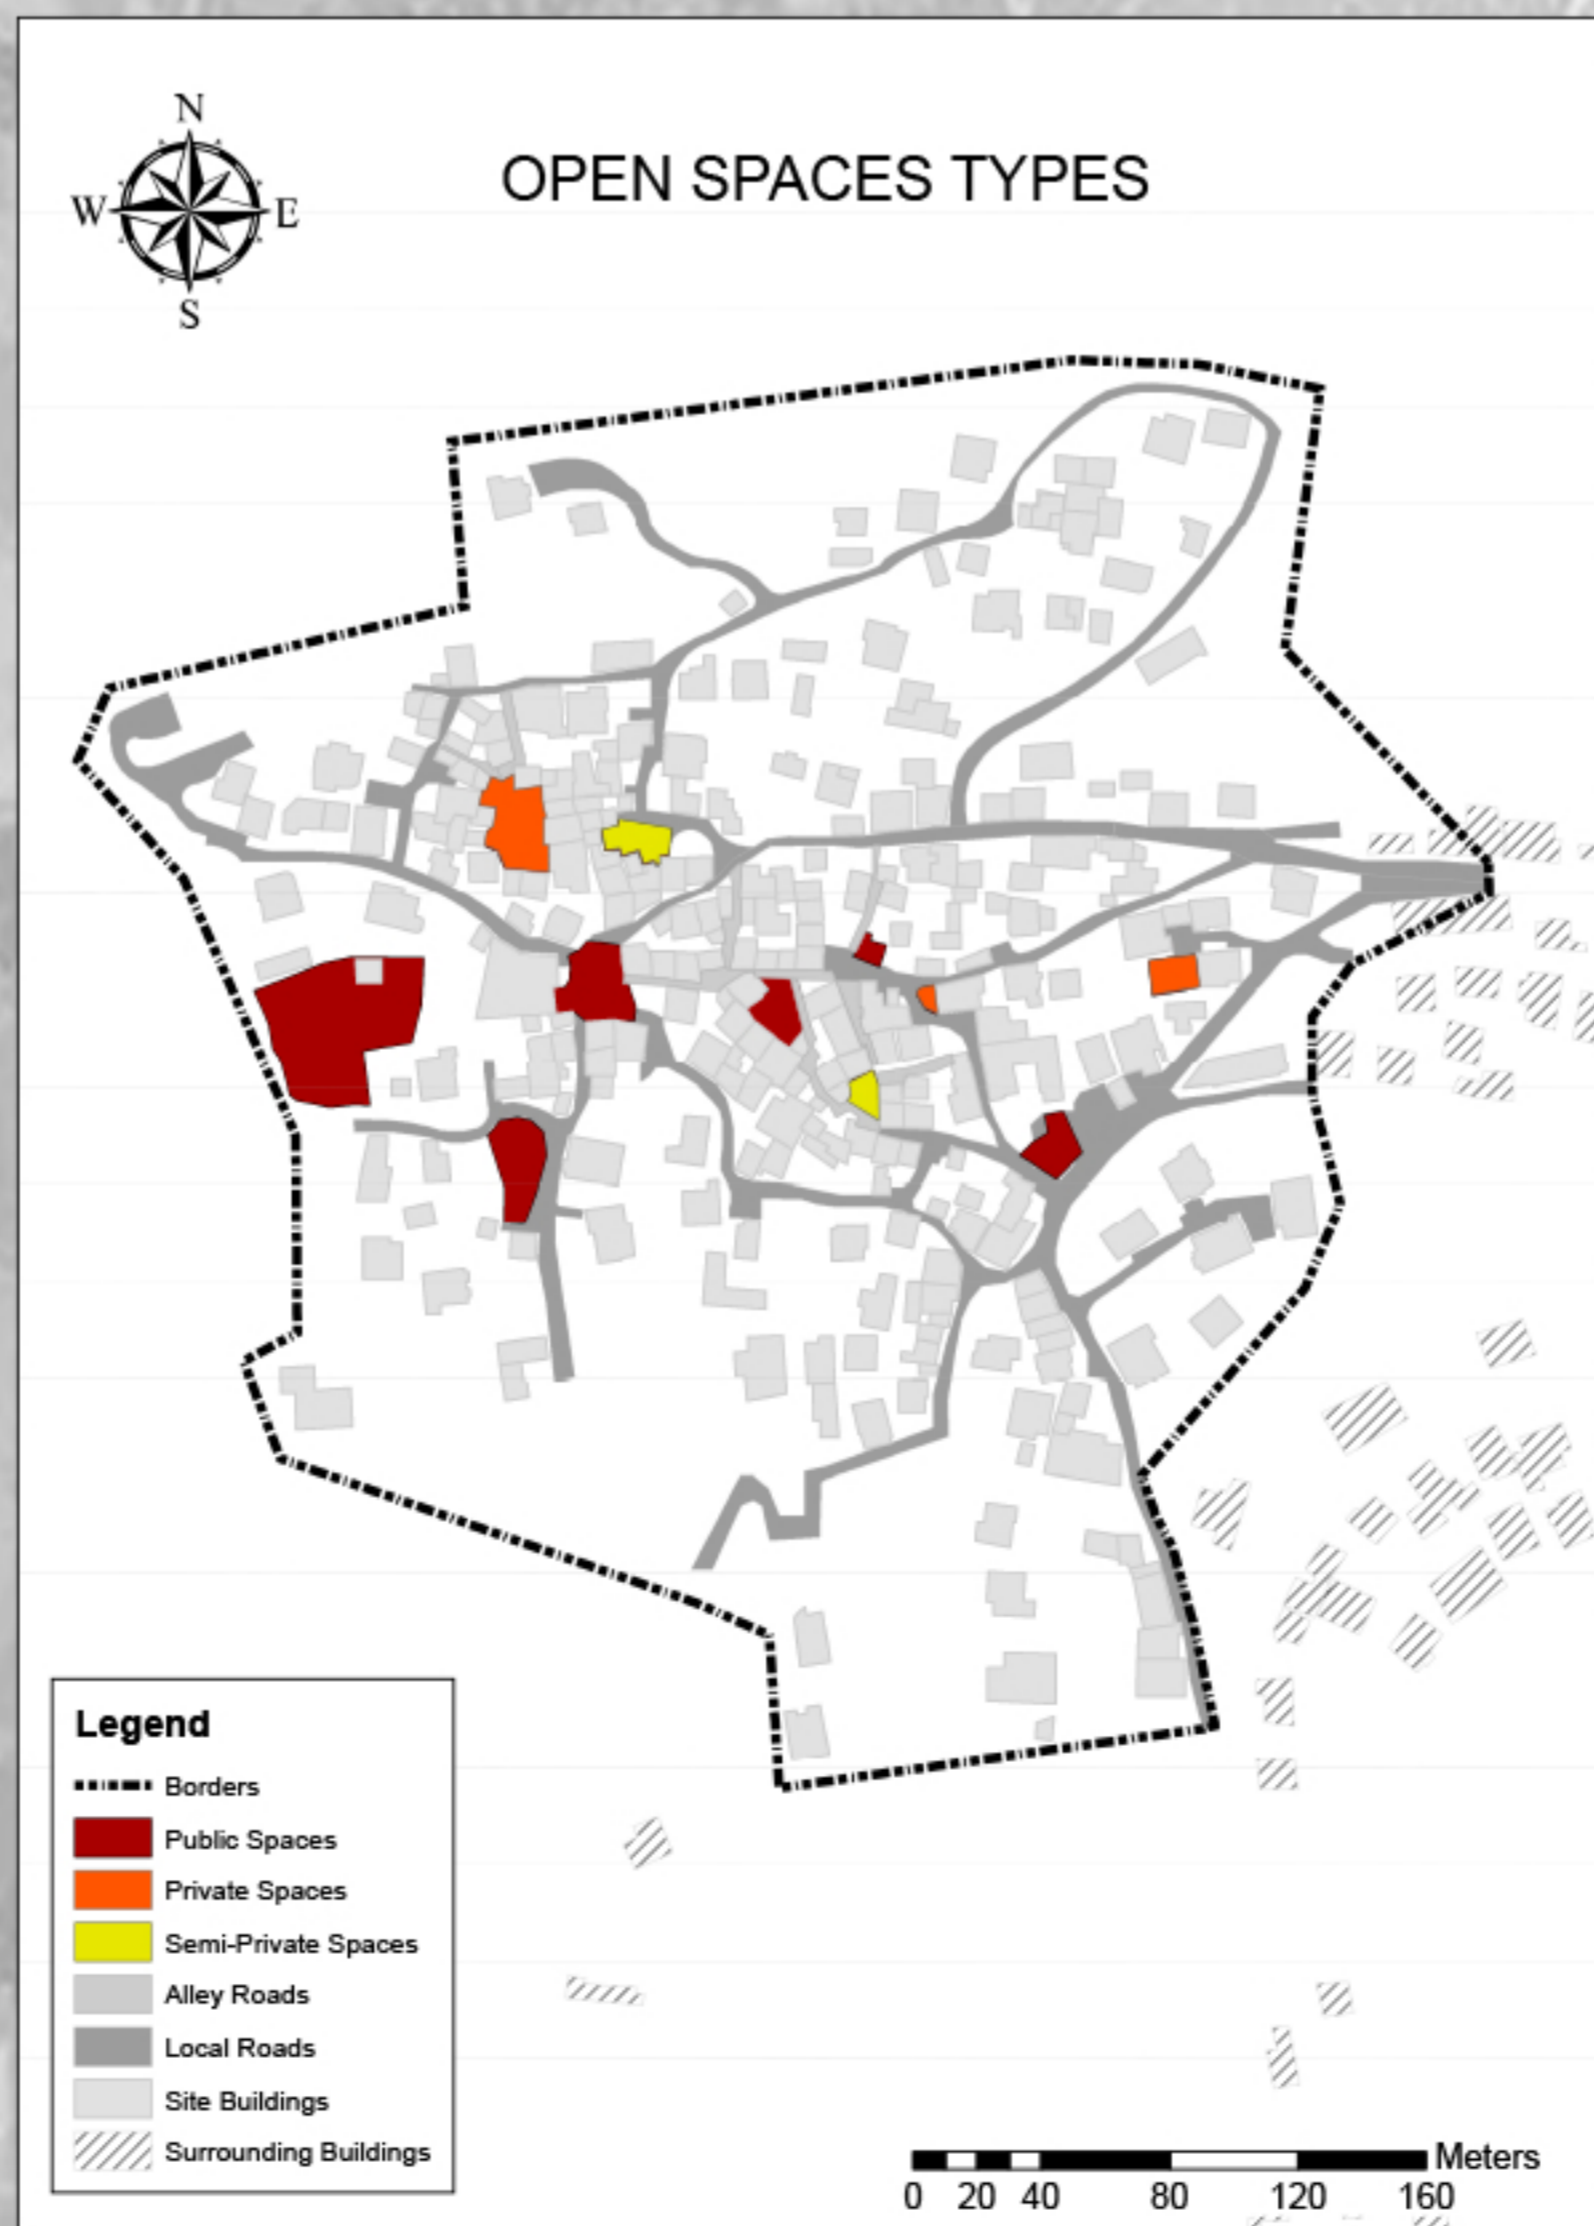 N
W E
S
OPEN SPACES TYPES
Legend
Borders
Public Spaces
Private Spaces
Semi-Private Spaces
Alley Roads
Local Roads
Site Buildings
Surrounding Buildings
Meters
0 20 40 80 120 160